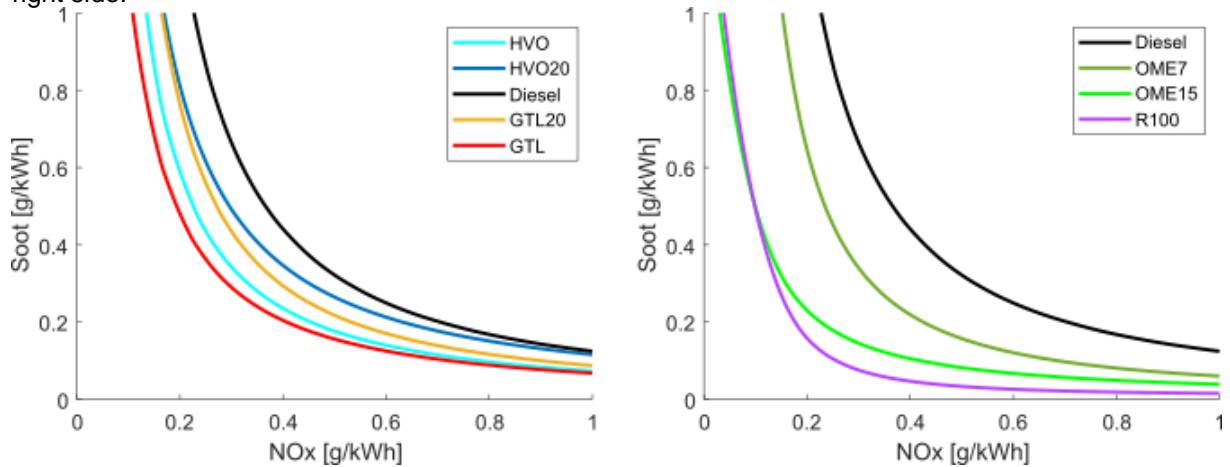 right side.
1
0.8
0.6
0.4
0.2
0
Soot [g/kWh]
0 0.2 0.4 0.6 0.8 1
NOx [g/kWh]
HVO
HVO20
Diesel
GTL20
GTL
1
0.8
0.6
0.4
0.2
0
Soot [g/kWh]
0 0.2 0.4 0.6 0.8 1
NOx [g/kWh]
Diesel
OME7
OME15
R100